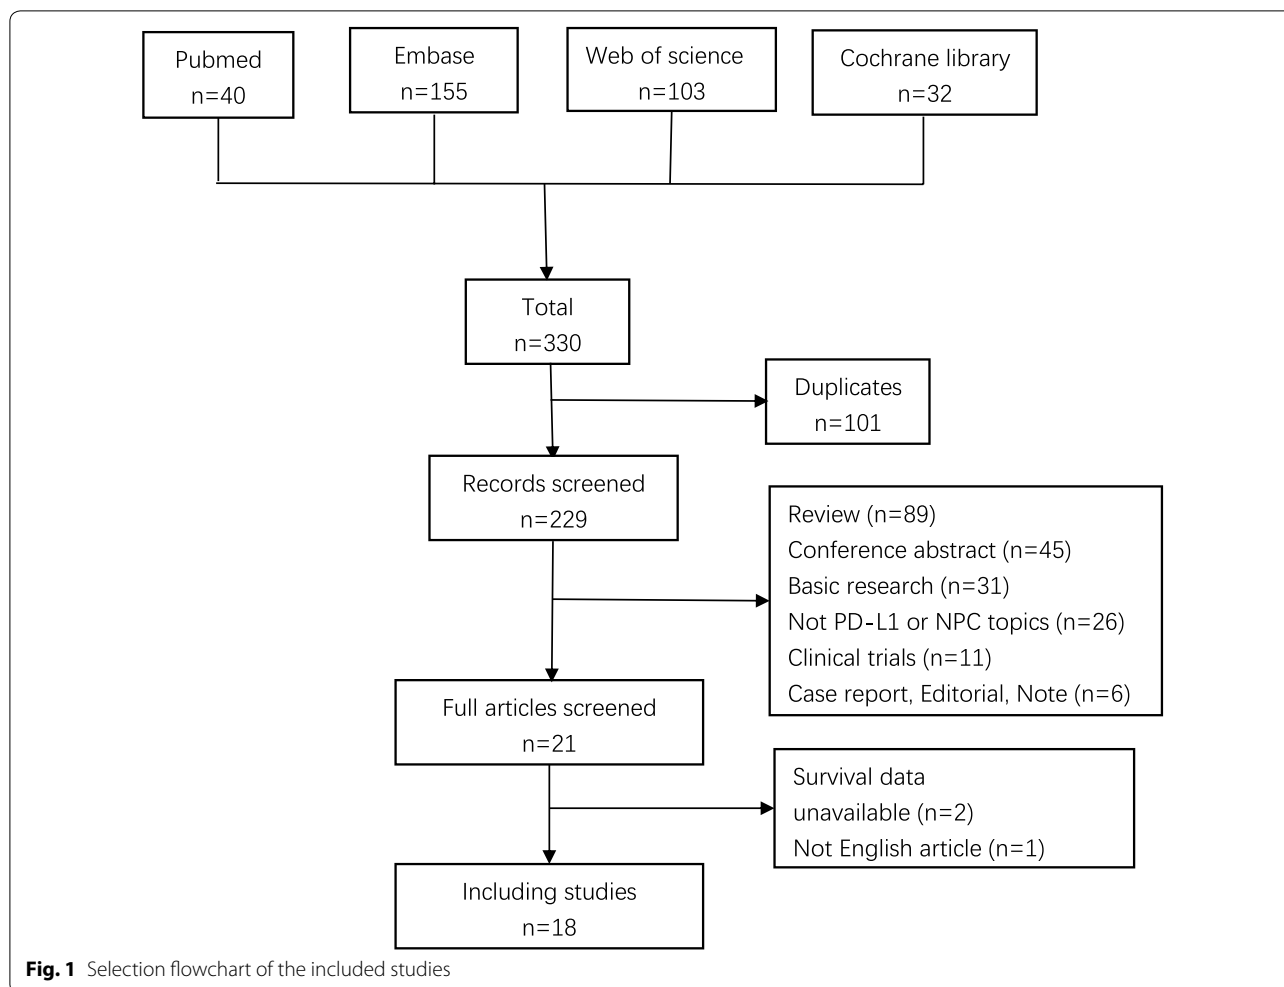 Pubmed
n=40
Embase
n=155
Web of science
n=103
Cochrane library
n=32
Total
n=330
Duplicates
n=101
Records screened
n=229
Review (n=89)
Conference abstract (n=45)
Basic research (n=31)
Not PD-L1 or NPC topics (n=26)
Clinical trials (n=11)
Case report, Editorial, Note (n=6)
Full articles screened
n=21
Survival data
unavailable (n=2)
Not English article (n=1)
Including studies
n=18
Fig. 1 Selection flowchart of the included studies